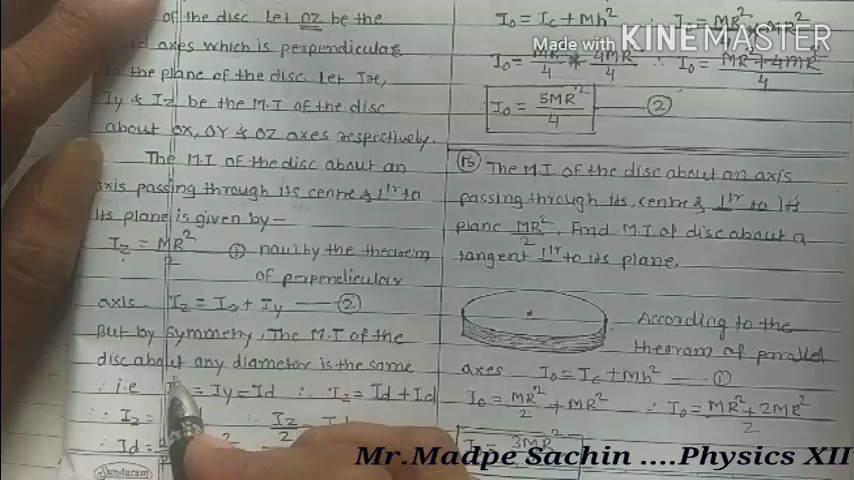 of the disc. Let OZ be the
axes which is perpendicular
the plane of the disc. Let Ix,
Iy & Iz be the M.I of the disc
about OX, OY & OZ axes respectively.
The M.I of the disc about an
axis passing through its centre & ⊥lr to
its plane is given by —
Iz = MR²/2 ——① now by the theorem
of perpendicular
axis Iz = Ix + Iy ——②
But by symmetry, The M.I of the
disc about any diameter is the same
∴ i.e = Iy = Id ∴ Iz = Id + Id
∴ Iz = Iz/2
∴ Id =
Sundaram
I₀ = Ic + Mh²
I₀ = MR²/4 + 4MR²/4 ∴ I₀ = MR² + 4MR²/4
∴ I₀ = 5MR²/4 ——②
The M.I of the disc about an axis
passing through its centre & ⊥lr to its
plane MR²/2. Find M.I of disc about a
tangent ⊥lr to its plane.
According to the
theoram of parallel
axes I₀ = Ic + Mh² ——①
I₀ = MR²/2 + MR² ∴ I₀ = MR² + 2MR²/2
3MR²
Made with KINEMASTER
Mr.Madpe Sachin ....Physics XII